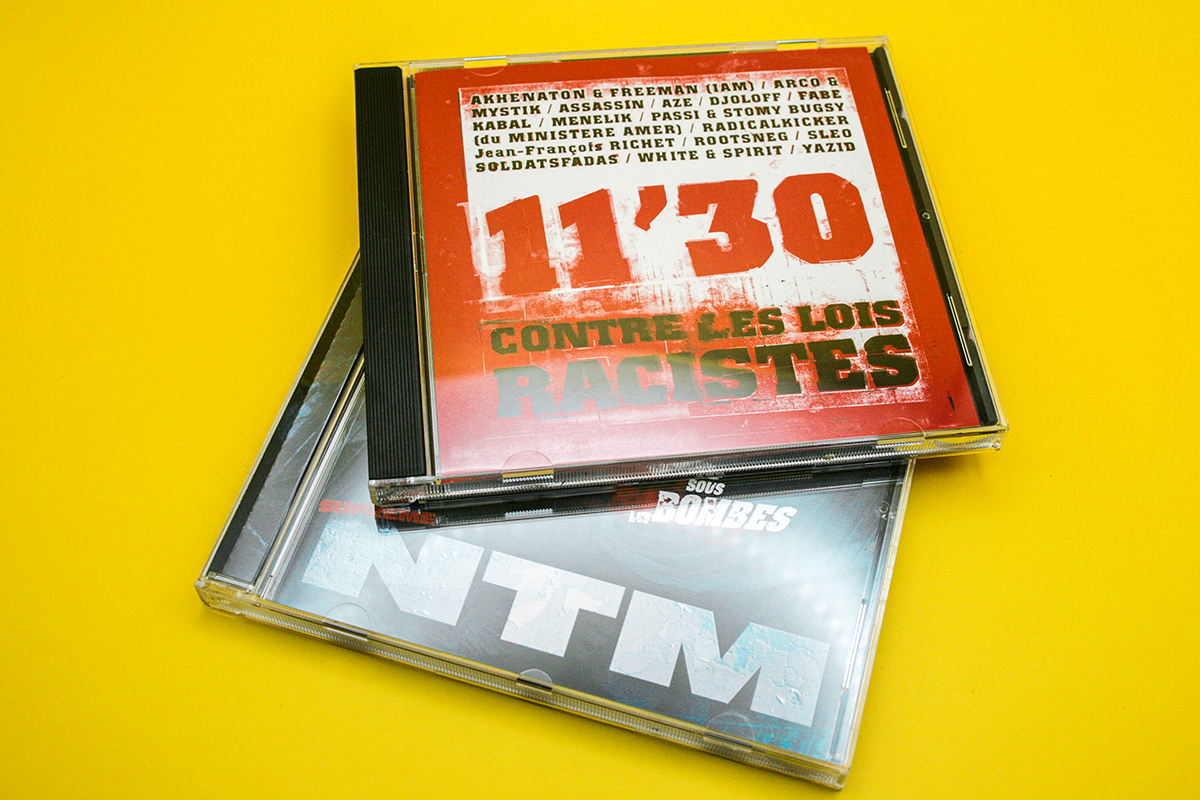 AKHENATON & FREEMAN (IAM) / ARCO &
MYSTIK / ASSASSIN / AZE / DJOLOFF / FABE
KABAL / MENELIK / PASSI & STOMY BUGSY
(du MINISTERE AMER) / RADICALKICKER
Jean-François RICHET / ROOTSNEG / SLEO
SOLDATSFADAS / WHITE & SPIRIT / YAZID
11'30
CONTRE LES LOIS
RACISTES
SOUS
LES BOMBES
SUPREME
NTM